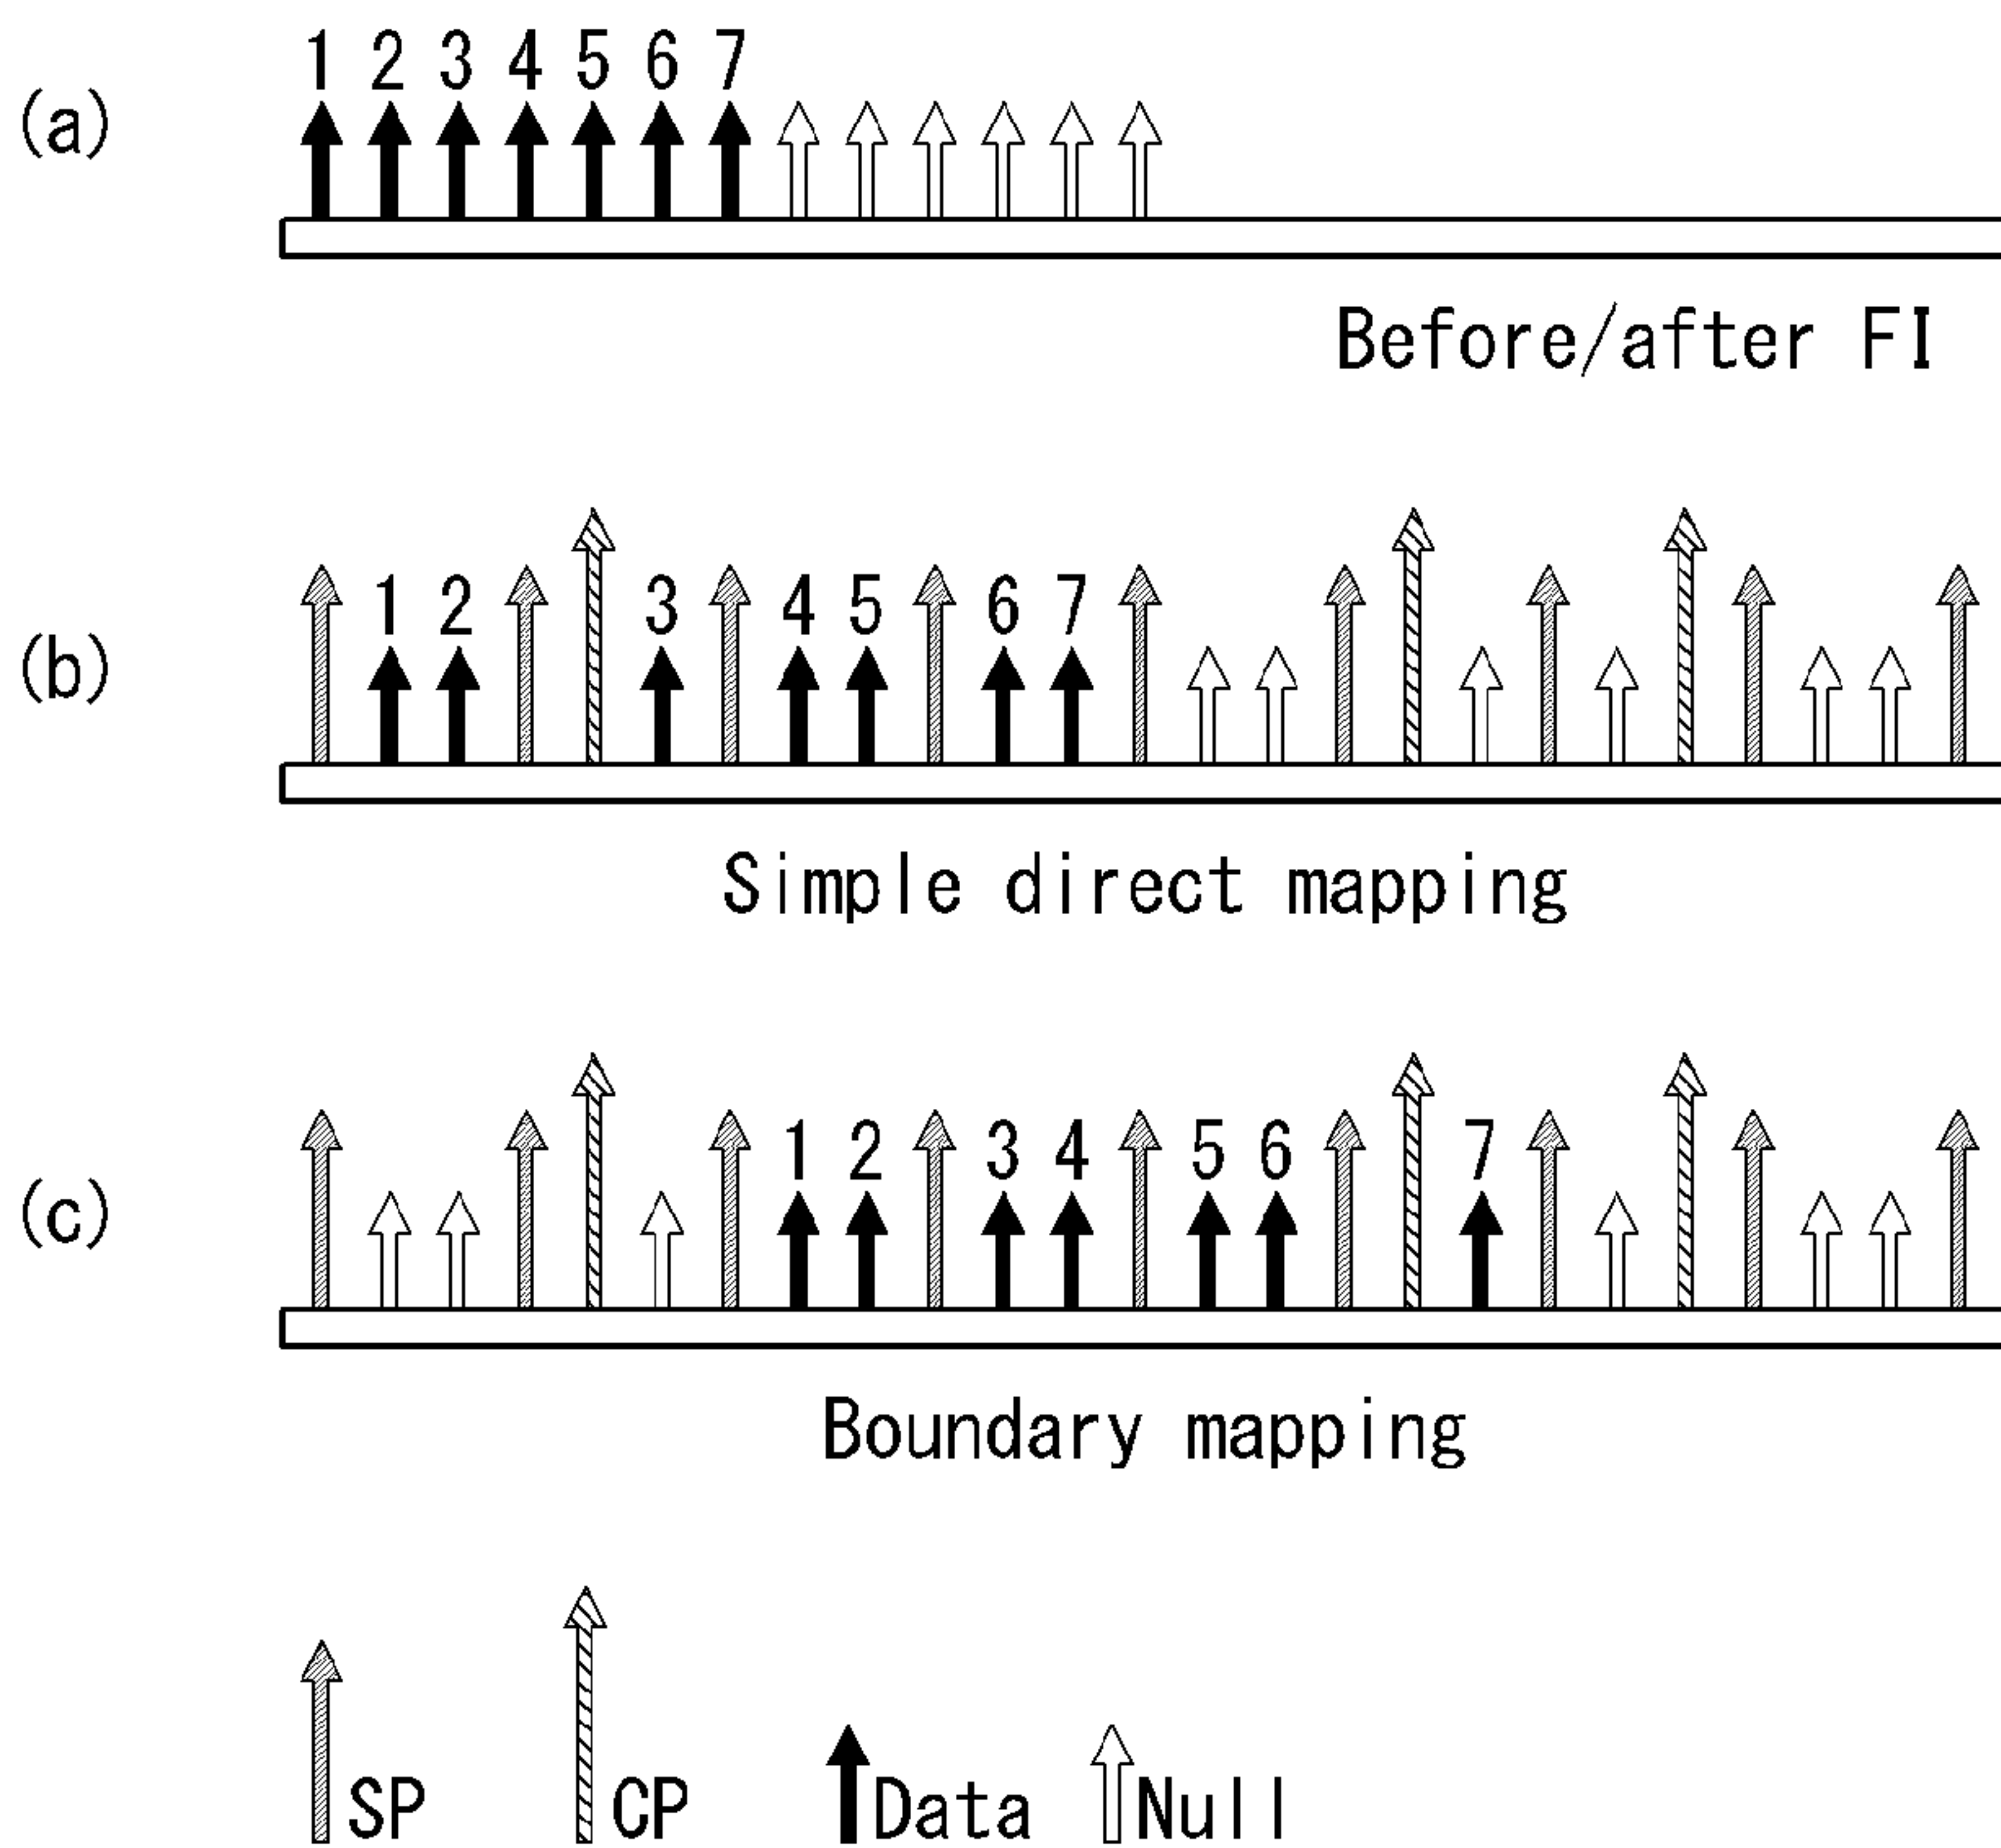 1 2 3 4 5 6 7
(a)
Before/after FI
1 2 3 4 5 6 7
(b)
Simple direct mapping
1 2 3 4 5 6 7
(c)
Boundary mapping
SP CP Data Null